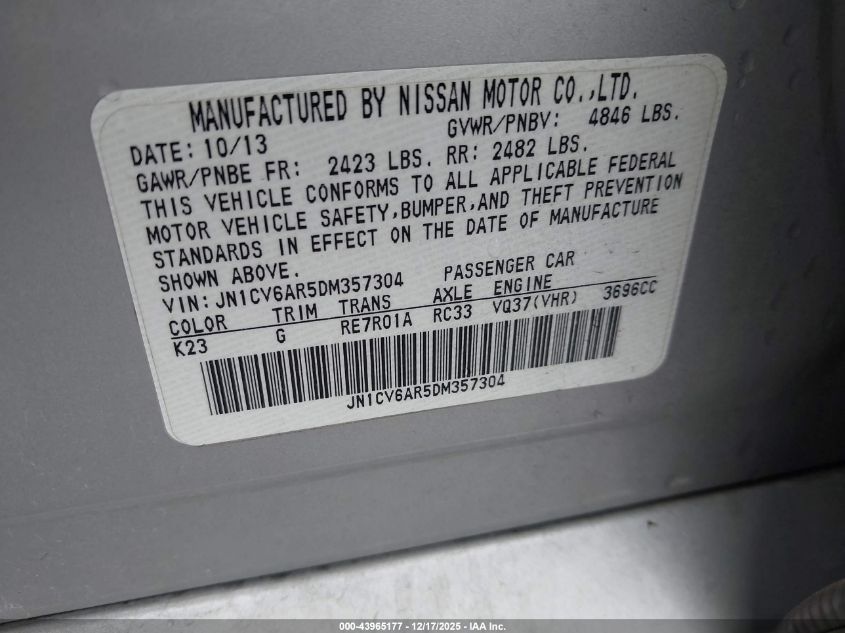 MANUFACTURED BY NISSAN MOTOR CO.,LTD.
DATE: 10/13 GVWR/PNBV: 4846 LBS.
GAWR/PNBE FR: 2423 LBS. RR: 2482 LBS.
THIS VEHICLE CONFORMS TO ALL APPLICABLE FEDERAL
MOTOR VEHICLE SAFETY,BUMPER,AND THEFT PREVENTION
STANDARDS IN EFFECT ON THE DATE OF MANUFACTURE
SHOWN ABOVE.
VIN: JN1CV6AR5DM357304 PASSENGER CAR
COLOR TRIM TRANS AXLE ENGINE
K23 G RE7R01A RC33 VQ37(VHR) 3696CC
JN1CV6AR5DM357304
000-43965177 – 12/17/2025 – IAA Inc.